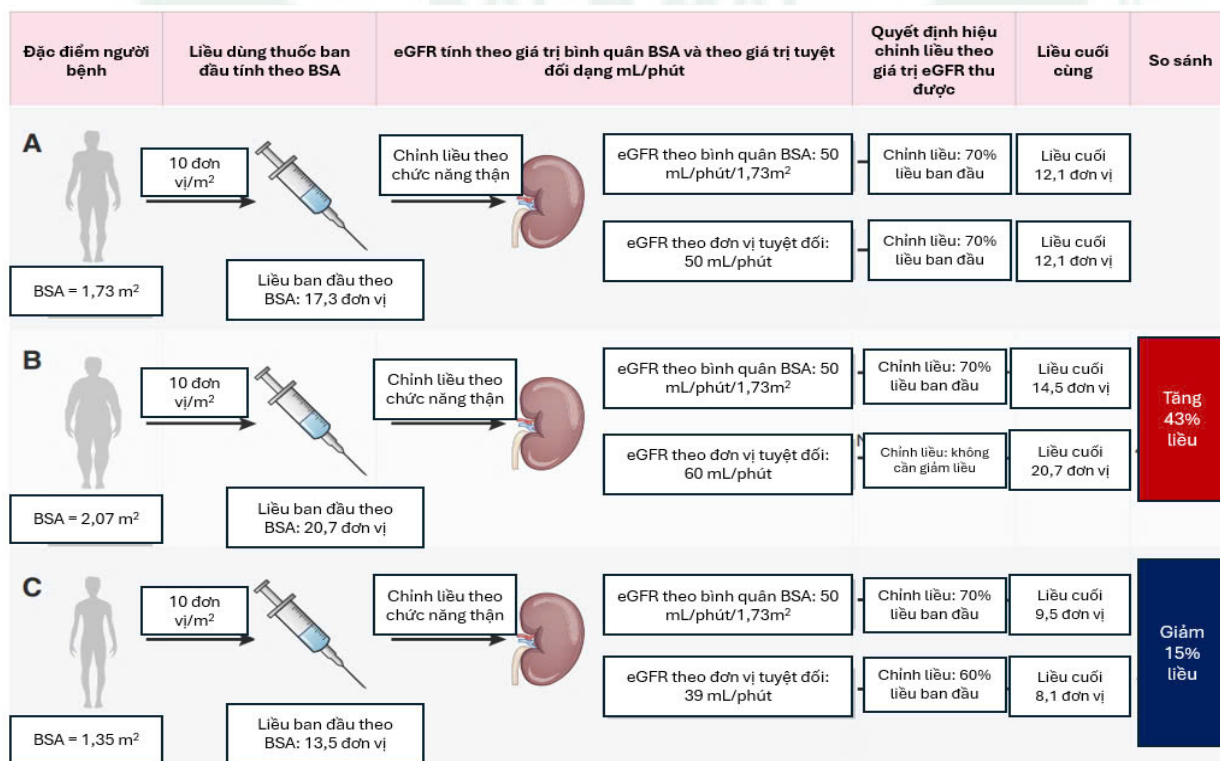 Đặc điểm người
bệnh
Liều dùng thuốc ban
đầu tính theo BSA
eGFR tính theo giá trị bình quân BSA và theo giá trị tuyệt
đối dạng mL/phút
Quyết định hiệu
chỉnh liều theo
giá trị eGFR thu
được
Liều cuối
cùng
So sánh
A
10 đơn
vị/m²
Chỉnh liều theo
chức năng thận
eGFR theo bình quân BSA: 50
mL/phút/1,73m²
Chỉnh liều: 70%
liều ban đầu
Liều cuối
12,1 đơn vị
eGFR theo đơn vị tuyệt đối:
50 mL/phút
Chỉnh liều: 70%
liều ban đầu
Liều cuối
12,1 đơn vị
BSA = 1,73 m²
Liều ban đầu theo
BSA: 17,3 đơn vị
B
10 đơn
vị/m²
Chỉnh liều theo
chức năng thận
eGFR theo bình quân BSA: 50
mL/phút/1,73m²
Chỉnh liều: 70%
liều ban đầu
Liều cuối
14,5 đơn vị
eGFR theo đơn vị tuyệt đối:
60 mL/phút
Chỉnh liều: không
cần giảm liều
Liều cuối
20,7 đơn vị
Tăng
43%
liều
BSA = 2,07 m²
Liều ban đầu theo
BSA: 20,7 đơn vị
C
10 đơn
vị/m²
Chỉnh liều theo
chức năng thận
eGFR theo bình quân BSA: 50
mL/phút/1,73m²
Chỉnh liều: 70%
liều ban đầu
Liều cuối
9,5 đơn vị
eGFR theo đơn vị tuyệt đối:
39 mL/phút
Chỉnh liều: 60%
liều ban đầu
Liều cuối
8,1 đơn vị
Giảm
15%
liều
BSA = 1,35 m²
Liều ban đầu theo
BSA: 13,5 đơn vị